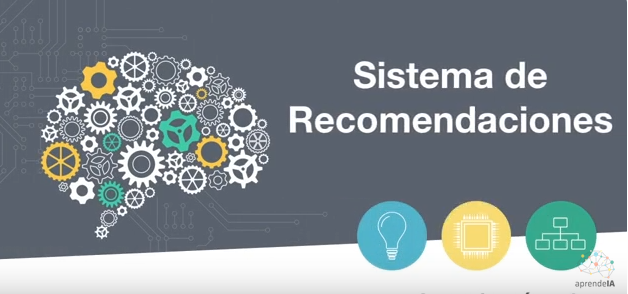 Sistema de
Recomendaciones
aprendeIA